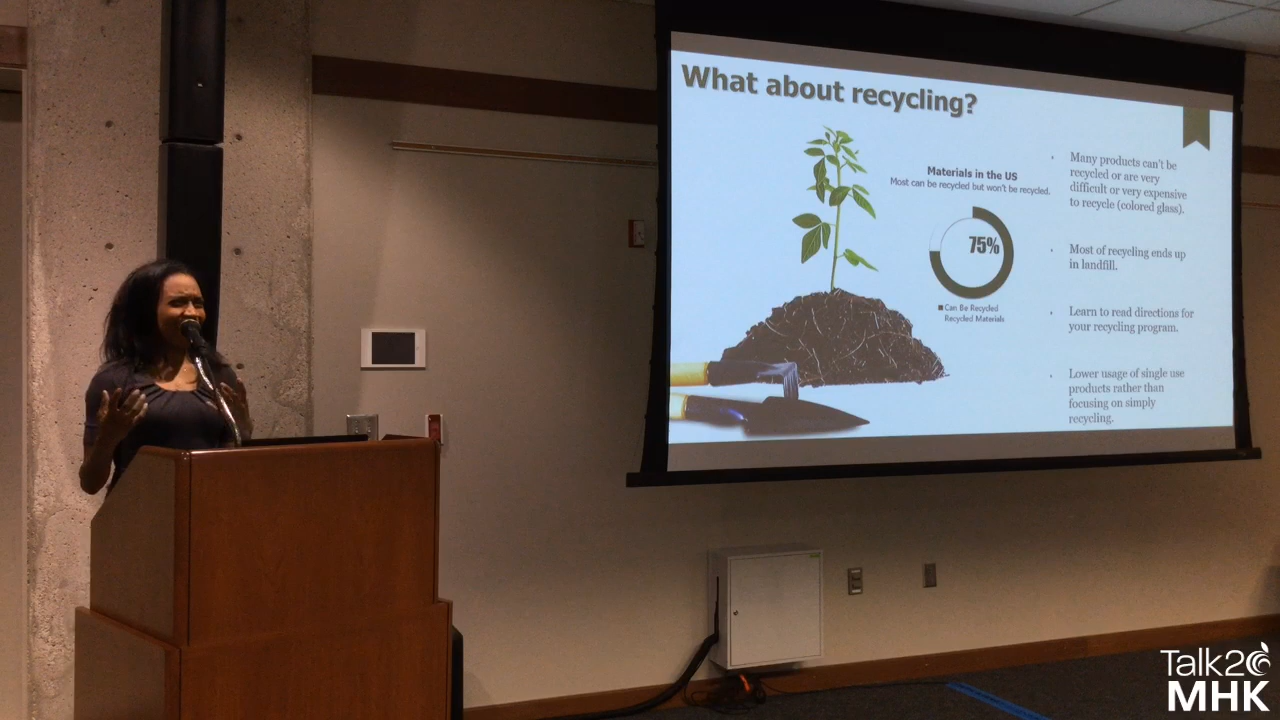 What about recycling?
Materials in the US
Most can be recycled but won't be recycled.
75%
Can Be Recycled
Recycled Materials
Many products can't be
recycled or are very
difficult or very expensive
to recycle (colored glass).
Most of recycling ends up
in landfill.
Learn to read directions for
your recycling program.
Lower usage of single use
products rather than
focusing on simply
recycling.
Talk20
MHK